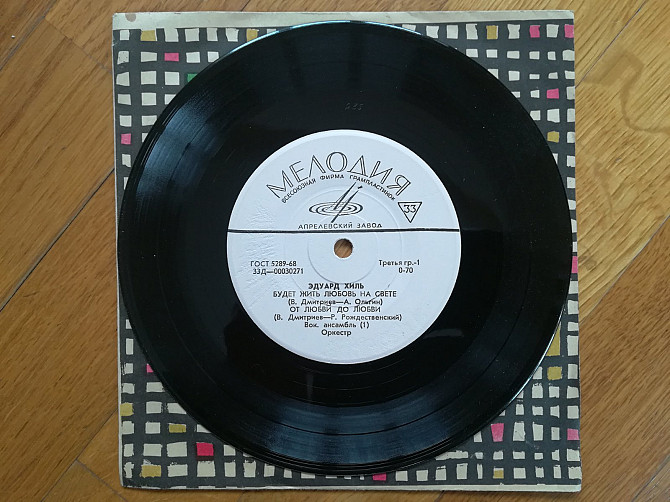 МЕЛОДИЯ
ВСЕСОЮЗНАЯ ФИРМА ГРАМПЛАСТИНОК
33
АПРЕЛЕВСКИЙ ЗАВОД
ГОСТ 5289-68 Третья гр.-1
33Д—00030271 0-70
ЭДУАРД ХИЛЬ
БУДЕТ ЖИТЬ ЛЮБОВЬ НА СВЕТЕ
(В. Дмитриев—А. Ольгин)
ОТ ЛЮБВИ ДО ЛЮБВИ
(В. Дмитриев—Р. Рождественский)
Вок. ансамбль (1)
Оркестр